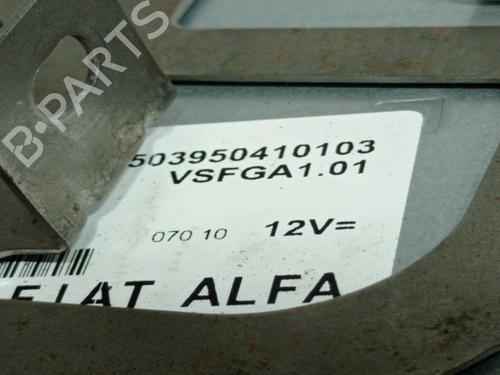 B-PARTS
503950410103
VSFGA1.01
070 10 12V=
FIAT ALFA